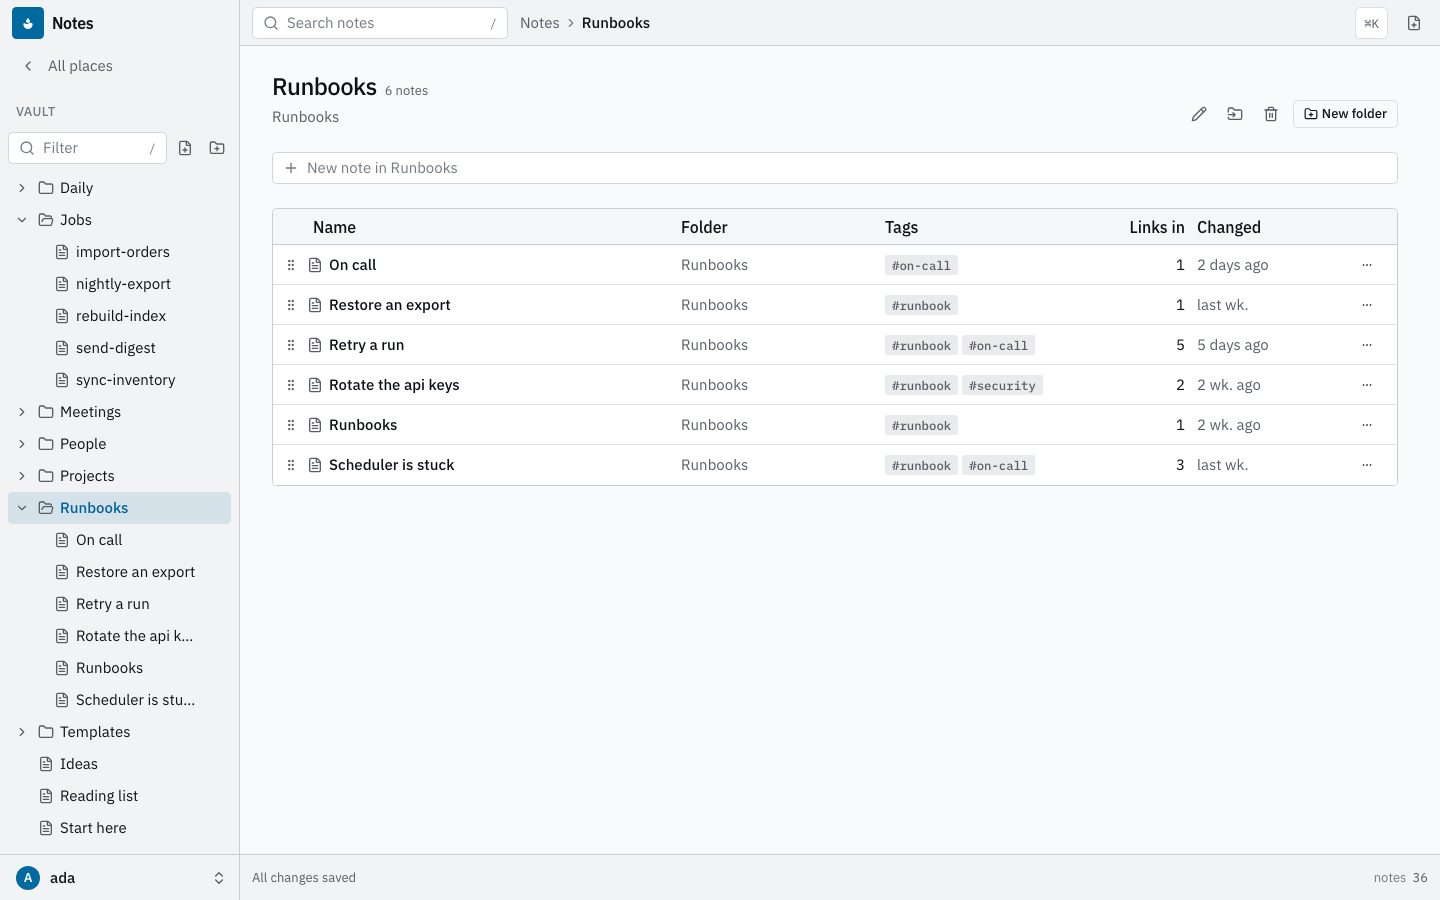 Notes
All places
VAULT
Filter /
Daily
Jobs
import-orders
nightly-export
rebuild-index
send-digest
sync-inventory
Meetings
People
Projects
Runbooks
On call
Restore an export
Retry a run
Rotate the api k...
Runbooks
Scheduler is stu...
Templates
Ideas
Reading list
Start here
A ada
Search notes /
Notes > Runbooks
⌘K
Runbooks 6 notes
Runbooks
New folder
New note in Runbooks
Name Folder Tags Links in Changed
On call Runbooks #on-call 1 2 days ago
Restore an export Runbooks #runbook 1 last wk.
Retry a run Runbooks #runbook #on-call 5 5 days ago
Rotate the api keys Runbooks #runbook #security 2 2 wk. ago
Runbooks Runbooks #runbook 1 2 wk. ago
Scheduler is stuck Runbooks #runbook #on-call 3 last wk.
All changes saved
notes 36